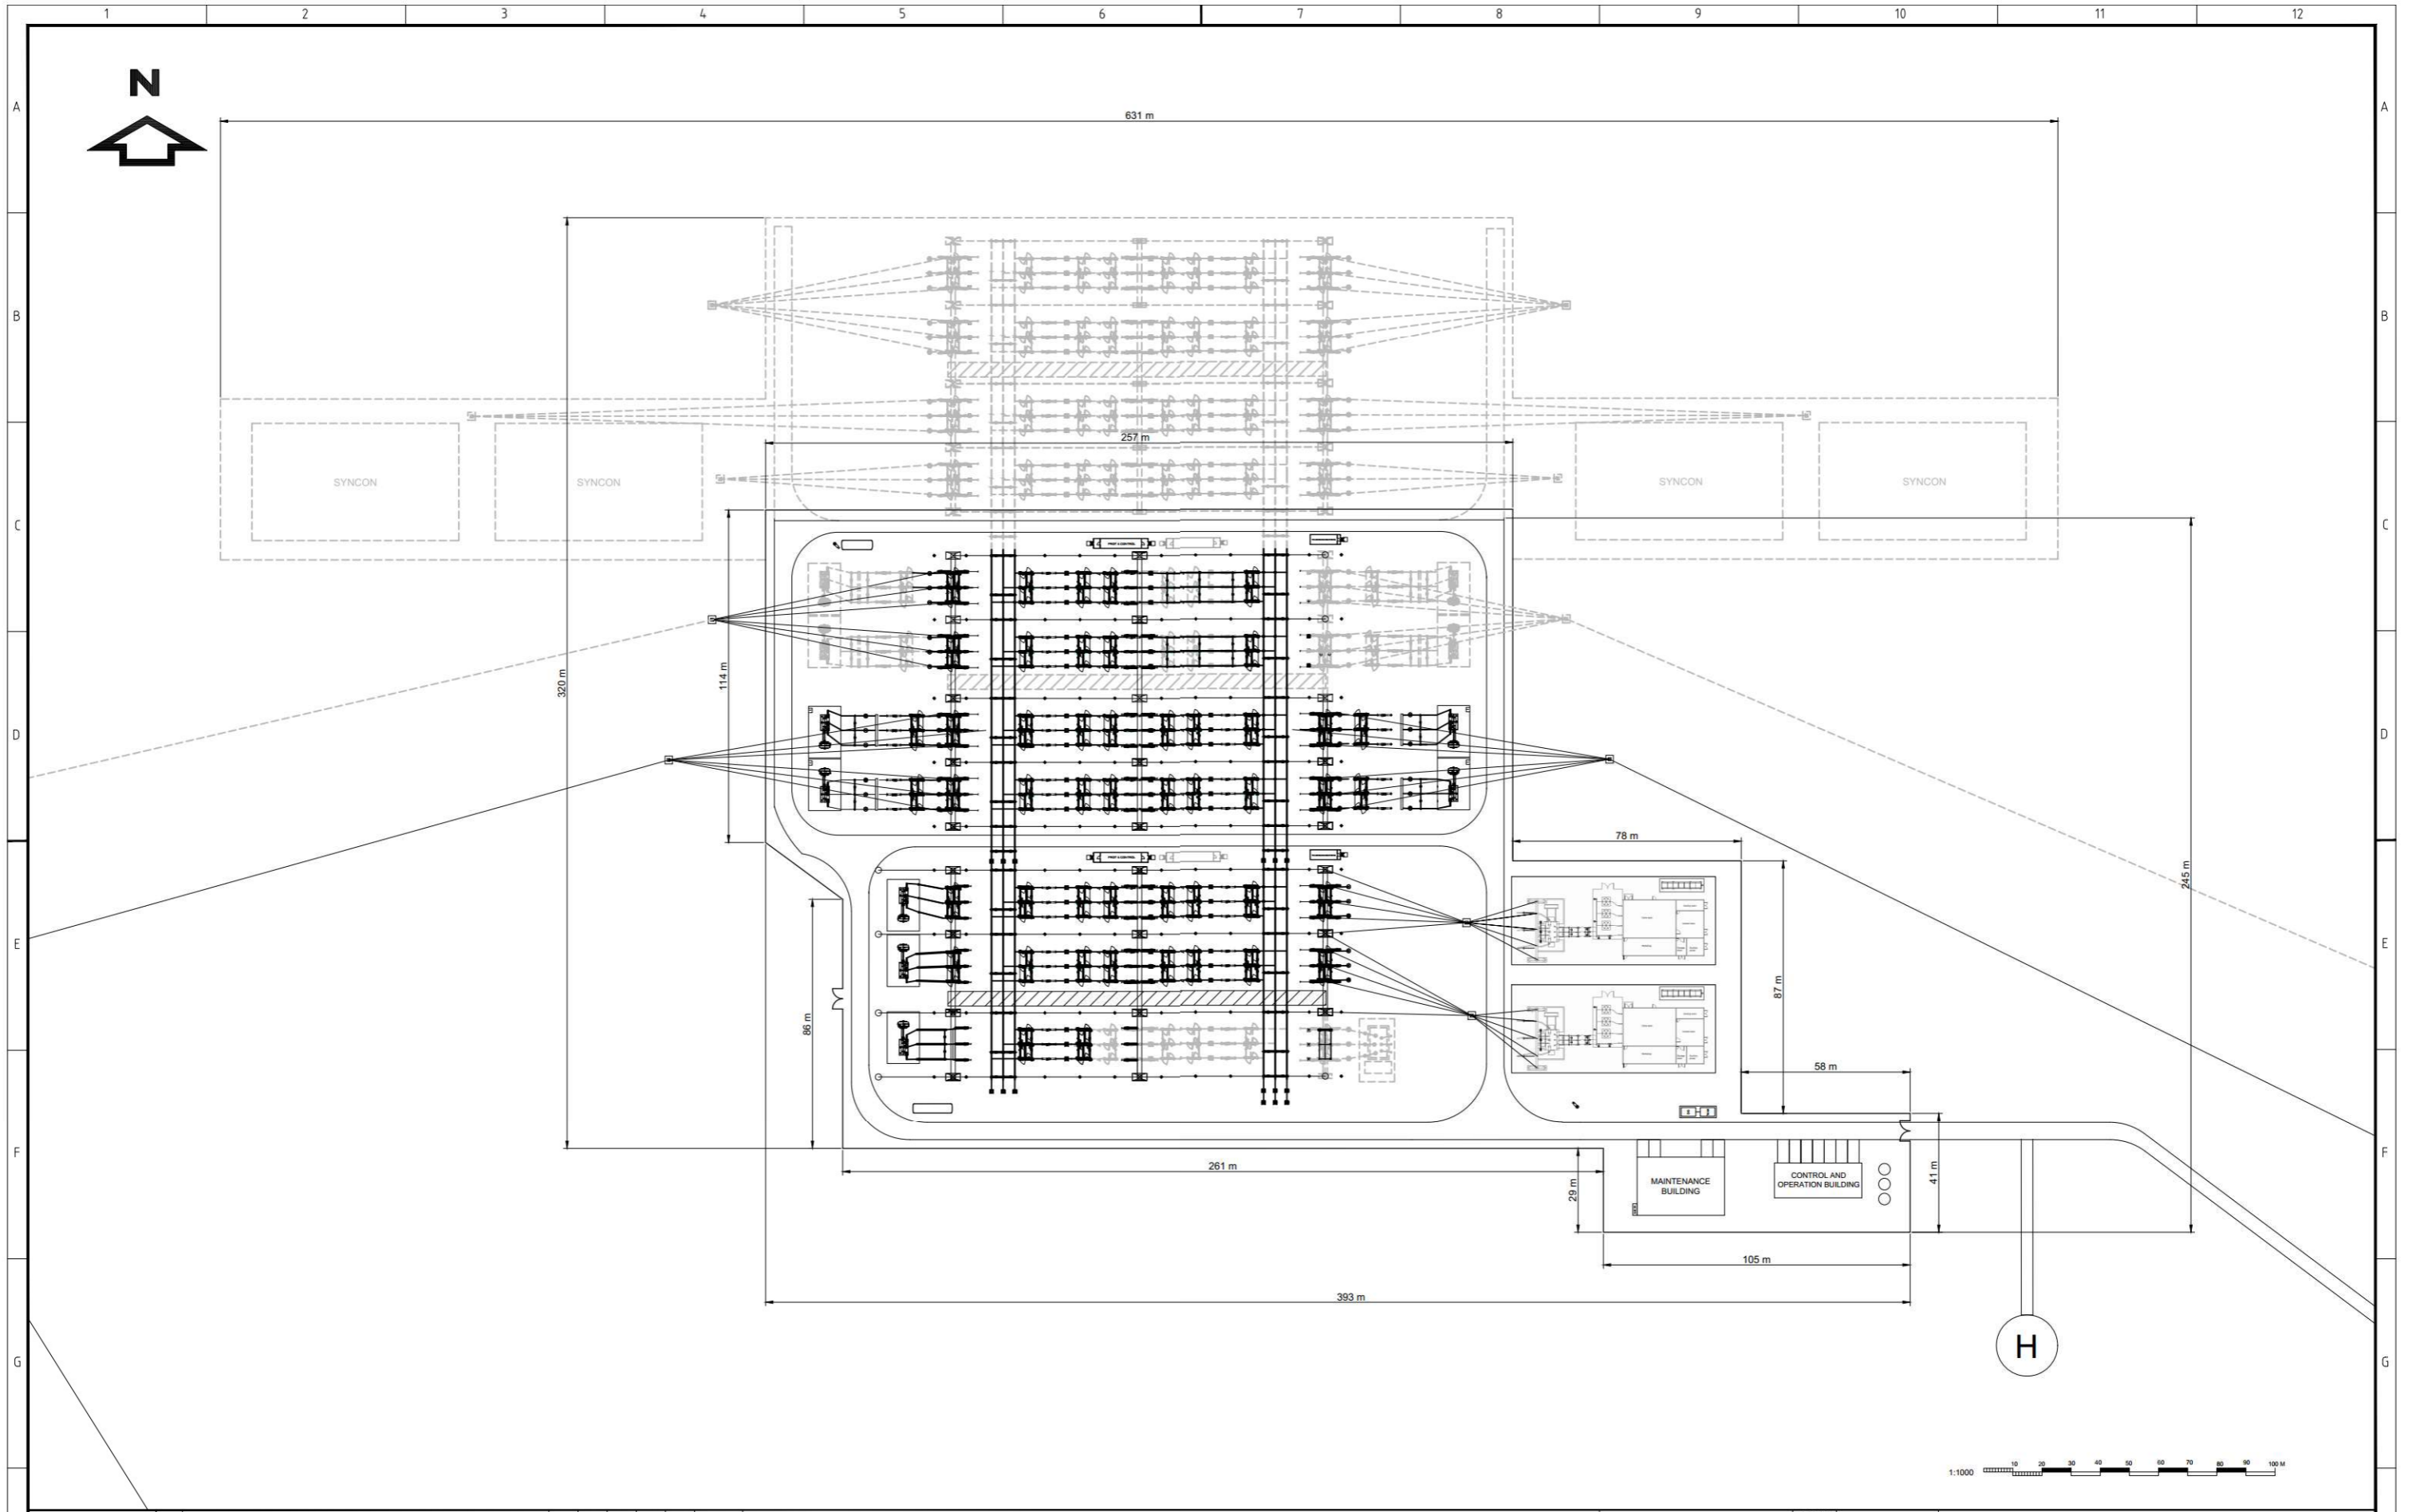 1 2 3 4 5 6 7 8 9 10 11 12
A A
N
631 m
B B
257 m
SYNCON SYNCON SYNCON SYNCON
C C
114 m
320 m
D D
78 m
245 m
E E
87 m
86 m
58 m
F F
261 m
29 m
MAINTENANCE
BUILDING
CONTROL AND
OPERATION BUILDING
41 m
105 m
393 m
H
G G
1:1000 10 20 30 40 50 60 70 80 90 100 M